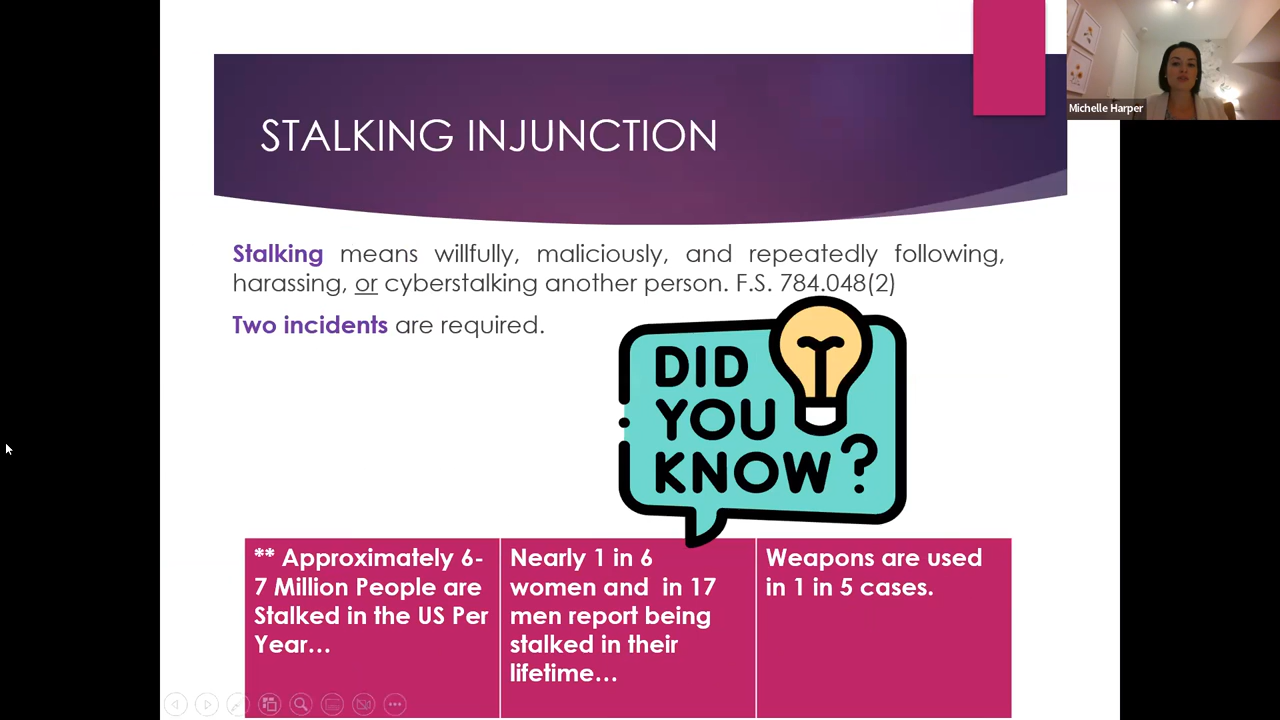 STALKING INJUNCTION
Michelle Harper
Stalking means willfully, maliciously, and repeatedly following,
harassing, or cyberstalking another person. F.S. 784.048(2)
Two incidents are required.
DID
YOU
KNOW?
** Approximately 6-
7 Million People are
Stalked in the US Per
Year…
Nearly 1 in 6
women and in 17
men report being
stalked in their
lifetime…
Weapons are used
in 1 in 5 cases.